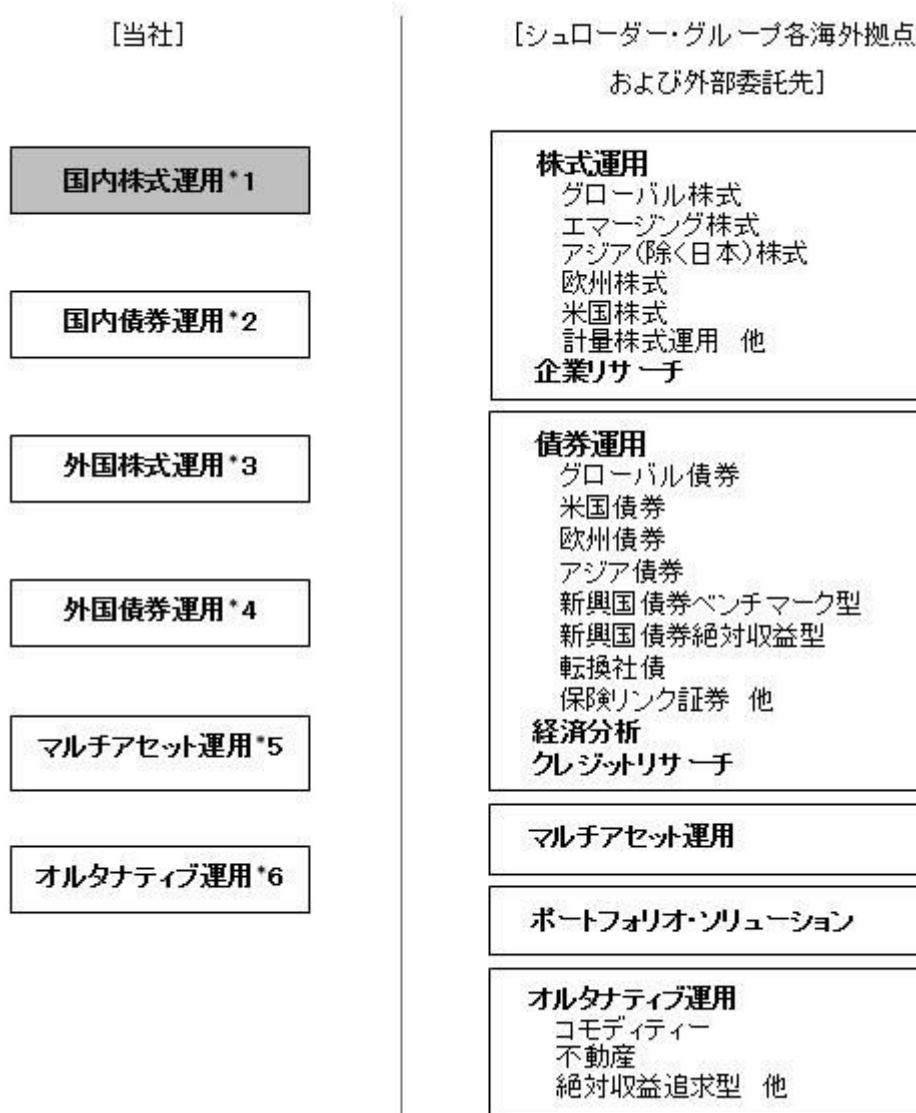 [当社]
国内株式運用*1
国内債券運用*2
外国株式運用*3
外国債券運用*4
マルチアセット運用*5
オルタナティブ運用*6
[シュローダー・グループ各海外拠点
および外部委託先]
株式運用
グローバル株式
エマージング株式
アジア(除く日本)株式
欧州株式
米国株式
計量株式運用 他
企業リサーチ
債券運用
グローバル債券
米国債券
欧州債券
アジア債券
新興国債券ベンチマーク型
新興国債券絶対収益型
転換社債
保険リンク証券 他
経済分析
クレジットリサーチ
マルチアセット運用
ポートフォリオ・ソリューション
オルタナティブ運用
コモディティー
不動産
絶対収益追求型 他